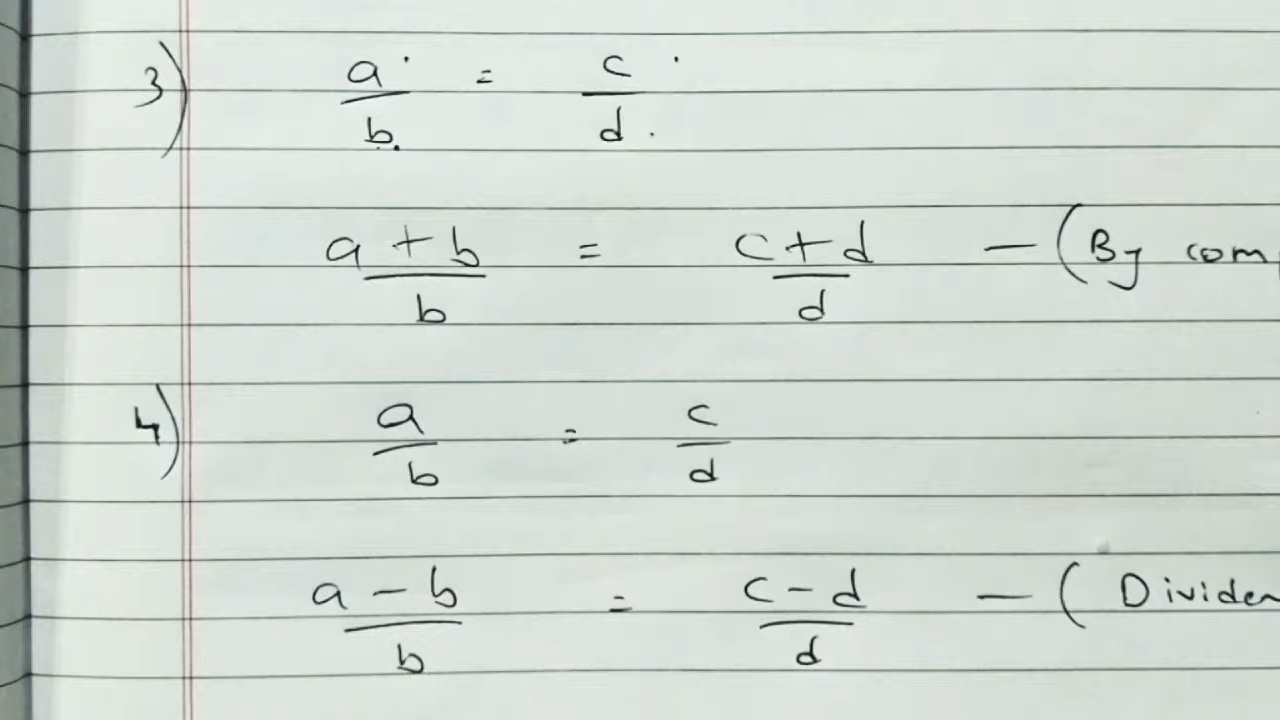 3) a/b = c/d
(a + b)/b = (c + d)/d — (By com
4) a/b = c/d
(a - b)/b = (c - d)/d — (Dividen